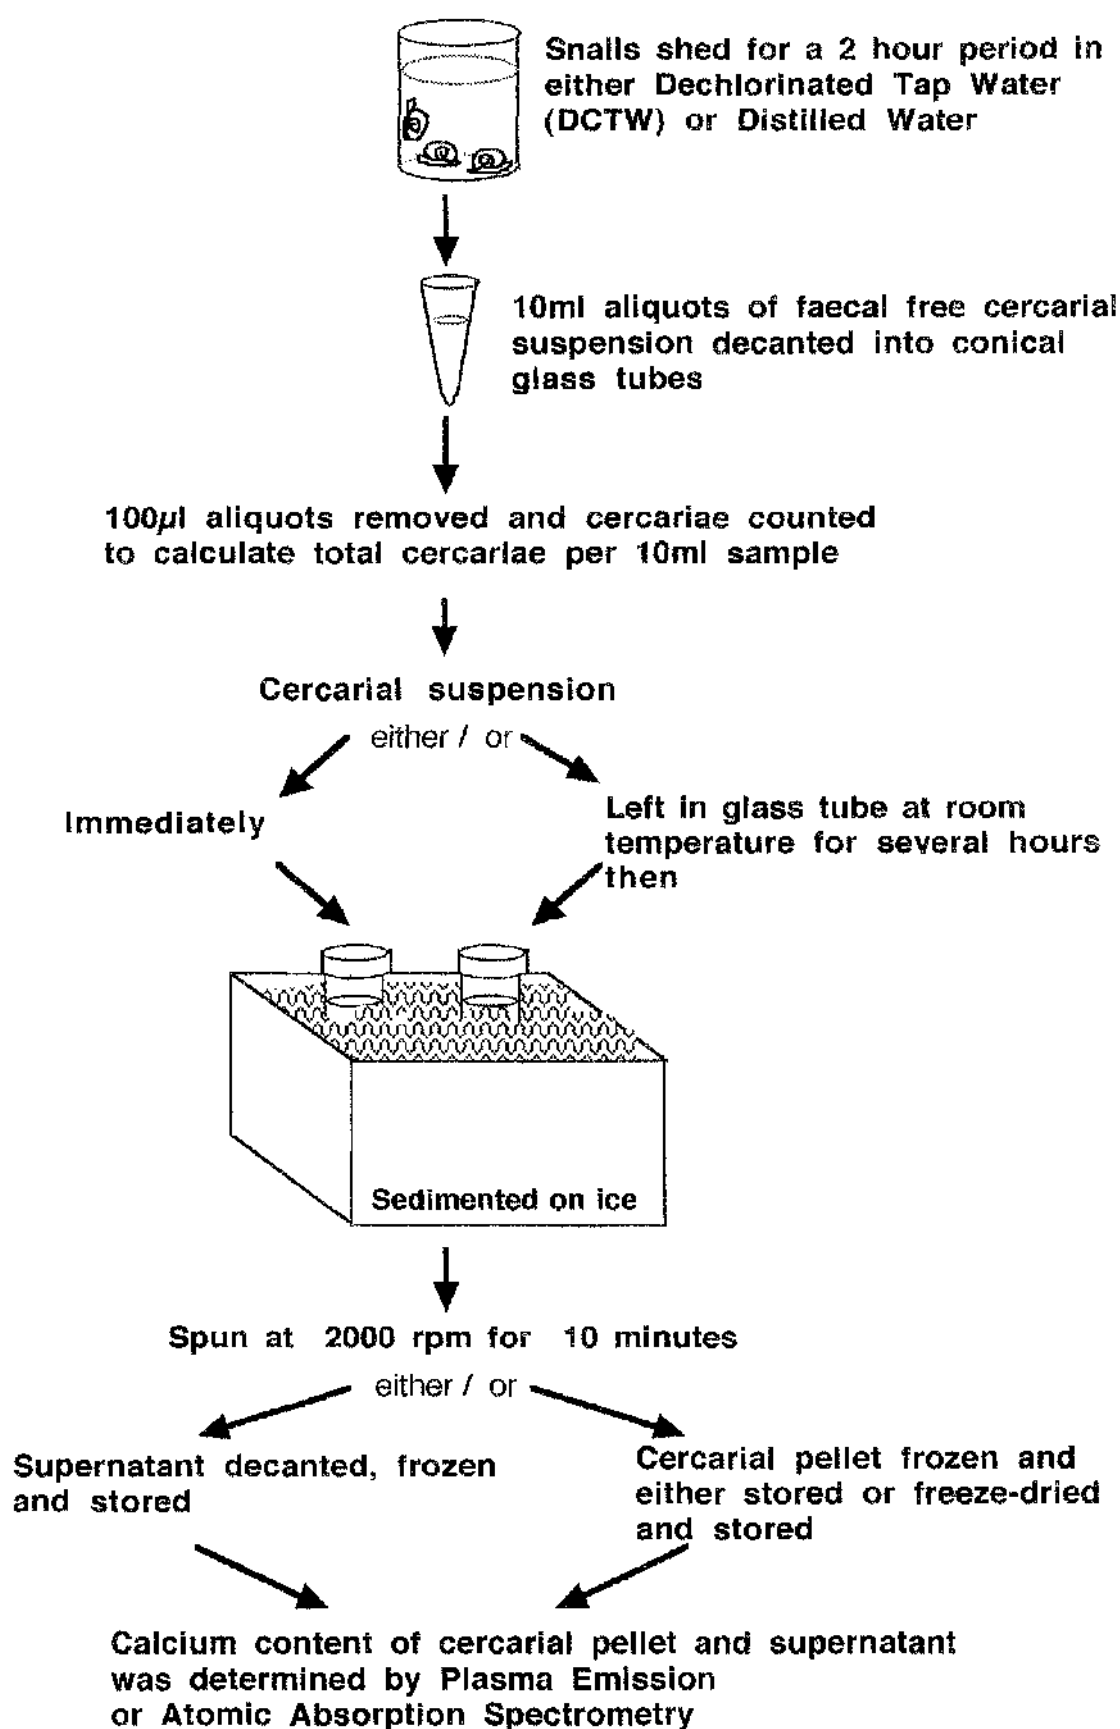 Snails shed for a 2 hour period in
either Dechlorinated Tap Water
(DCTW) or Distilled Water
10ml aliquots of faecal free cercarial
suspension decanted into conical
glass tubes
100µl aliquots removed and cercariae counted
to calculate total cercariae per 10ml sample
Cercarial suspension
either / or
Immediately
Left in glass tube at room
temperature for several hours
then
Sedimented on ice
Spun at 2000 rpm for 10 minutes
either / or
Supernatant decanted, frozen
and stored
Cercarial pellet frozen and
either stored or freeze-dried
and stored
Calcium content of cercarial pellet and supernatant
was determined by Plasma Emission
or Atomic Absorption Spectrometry